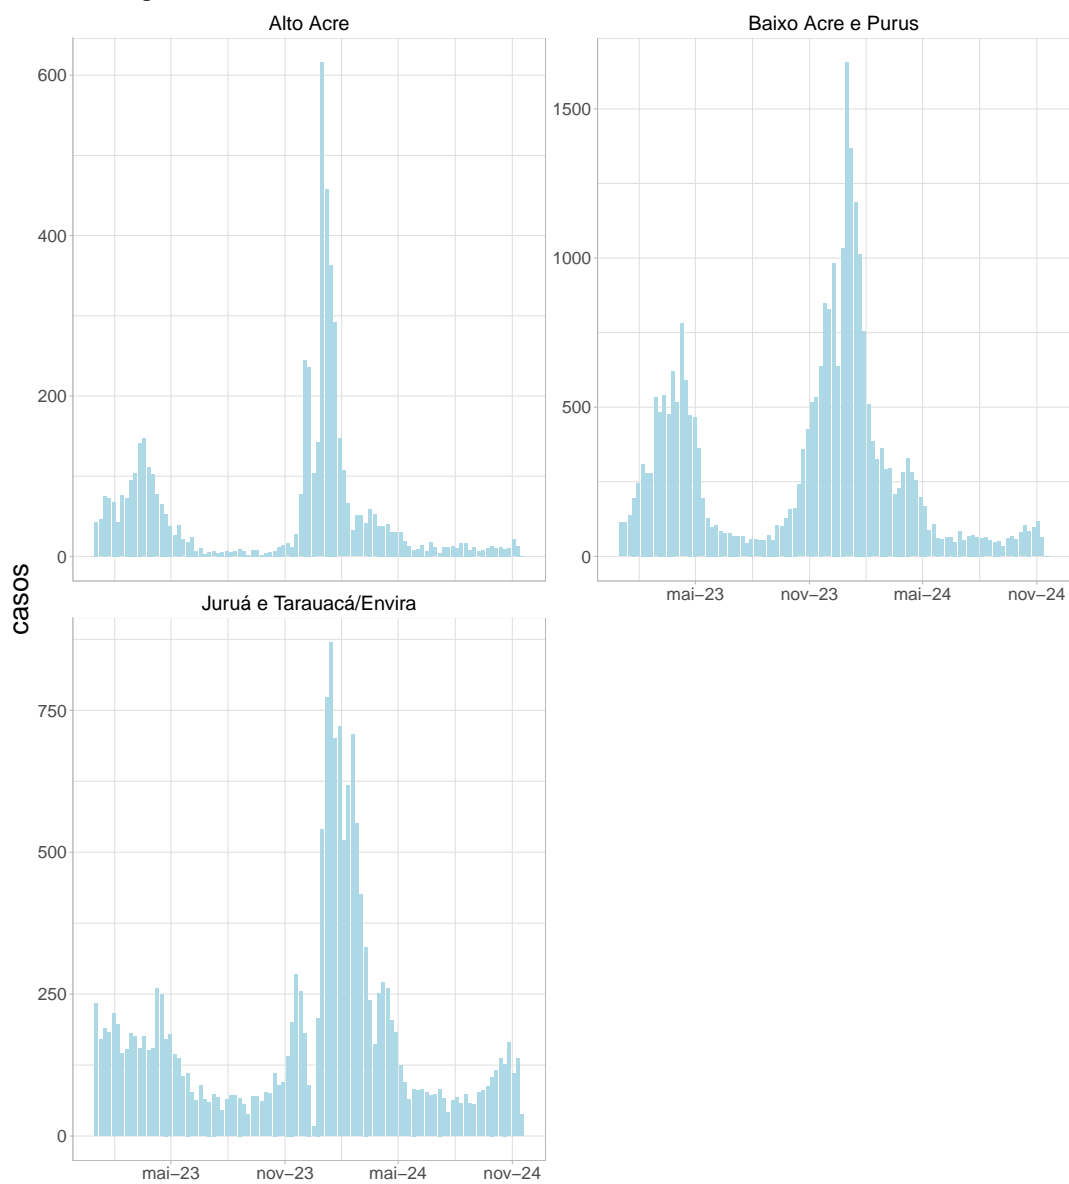 Alto Acre
600
400
200
0
Baixo Acre e Purus
1500
1000
500
0
mai–23 nov–23 mai–24 nov–24
casos
Juruá e Tarauacá/Envira
750
500
250
0
mai–23 nov–23 mai–24 nov–24